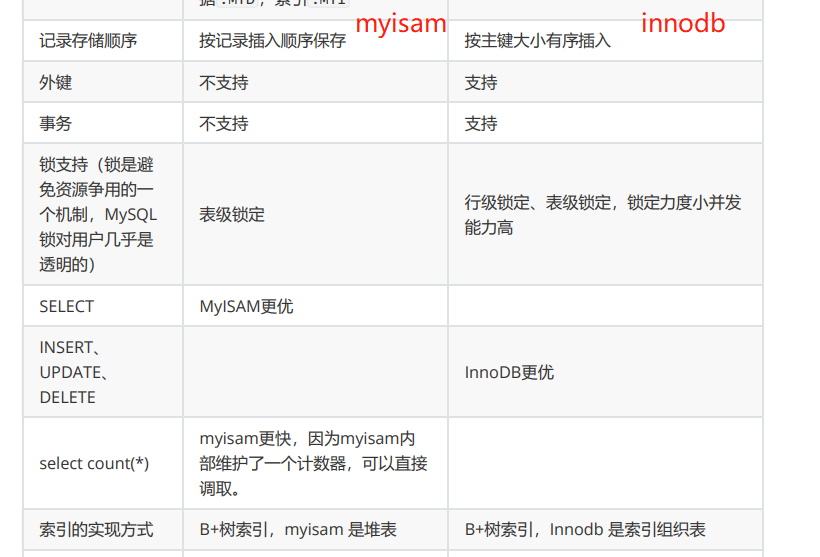 据 .MYD，索引 .MYI
myisam
innodb
记录存储顺序
按记录插入顺序保存
按主键大小有序插入
外键
不支持
支持
事务
不支持
支持
锁支持（锁是避
免资源争用的一
个机制，MySQL
锁对用户几乎是
透明的）
表级锁定
行级锁定、表级锁定，锁定力度小并发
能力高
SELECT
MyISAM更优
INSERT、
UPDATE、
DELETE
InnoDB更优
select count(*)
myisam更快，因为myisam内
部维护了一个计数器，可以直接
调取。
索引的实现方式
B+树索引，myisam 是堆表
B+树索引，Innodb 是索引组织表